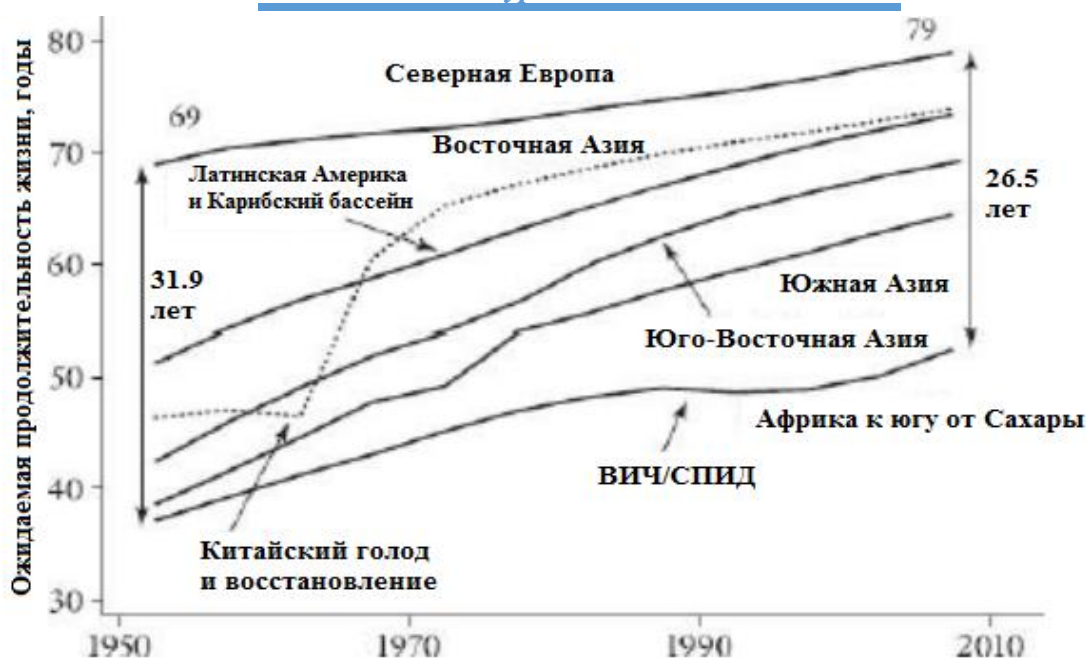 Ожидаемая продолжительность жизни, годы
80
70
60
50
40
30
1950
1970
1990
2010
69
79
Северная Европа
Восточная Азия
Латинская Америка
и Карибский бассейн
31.9
лет
26.5
лет
Южная Азия
Юго-Восточная Азия
Африка к югу от Сахары
ВИЧ/СПИД
Китайский голод
и восстановление